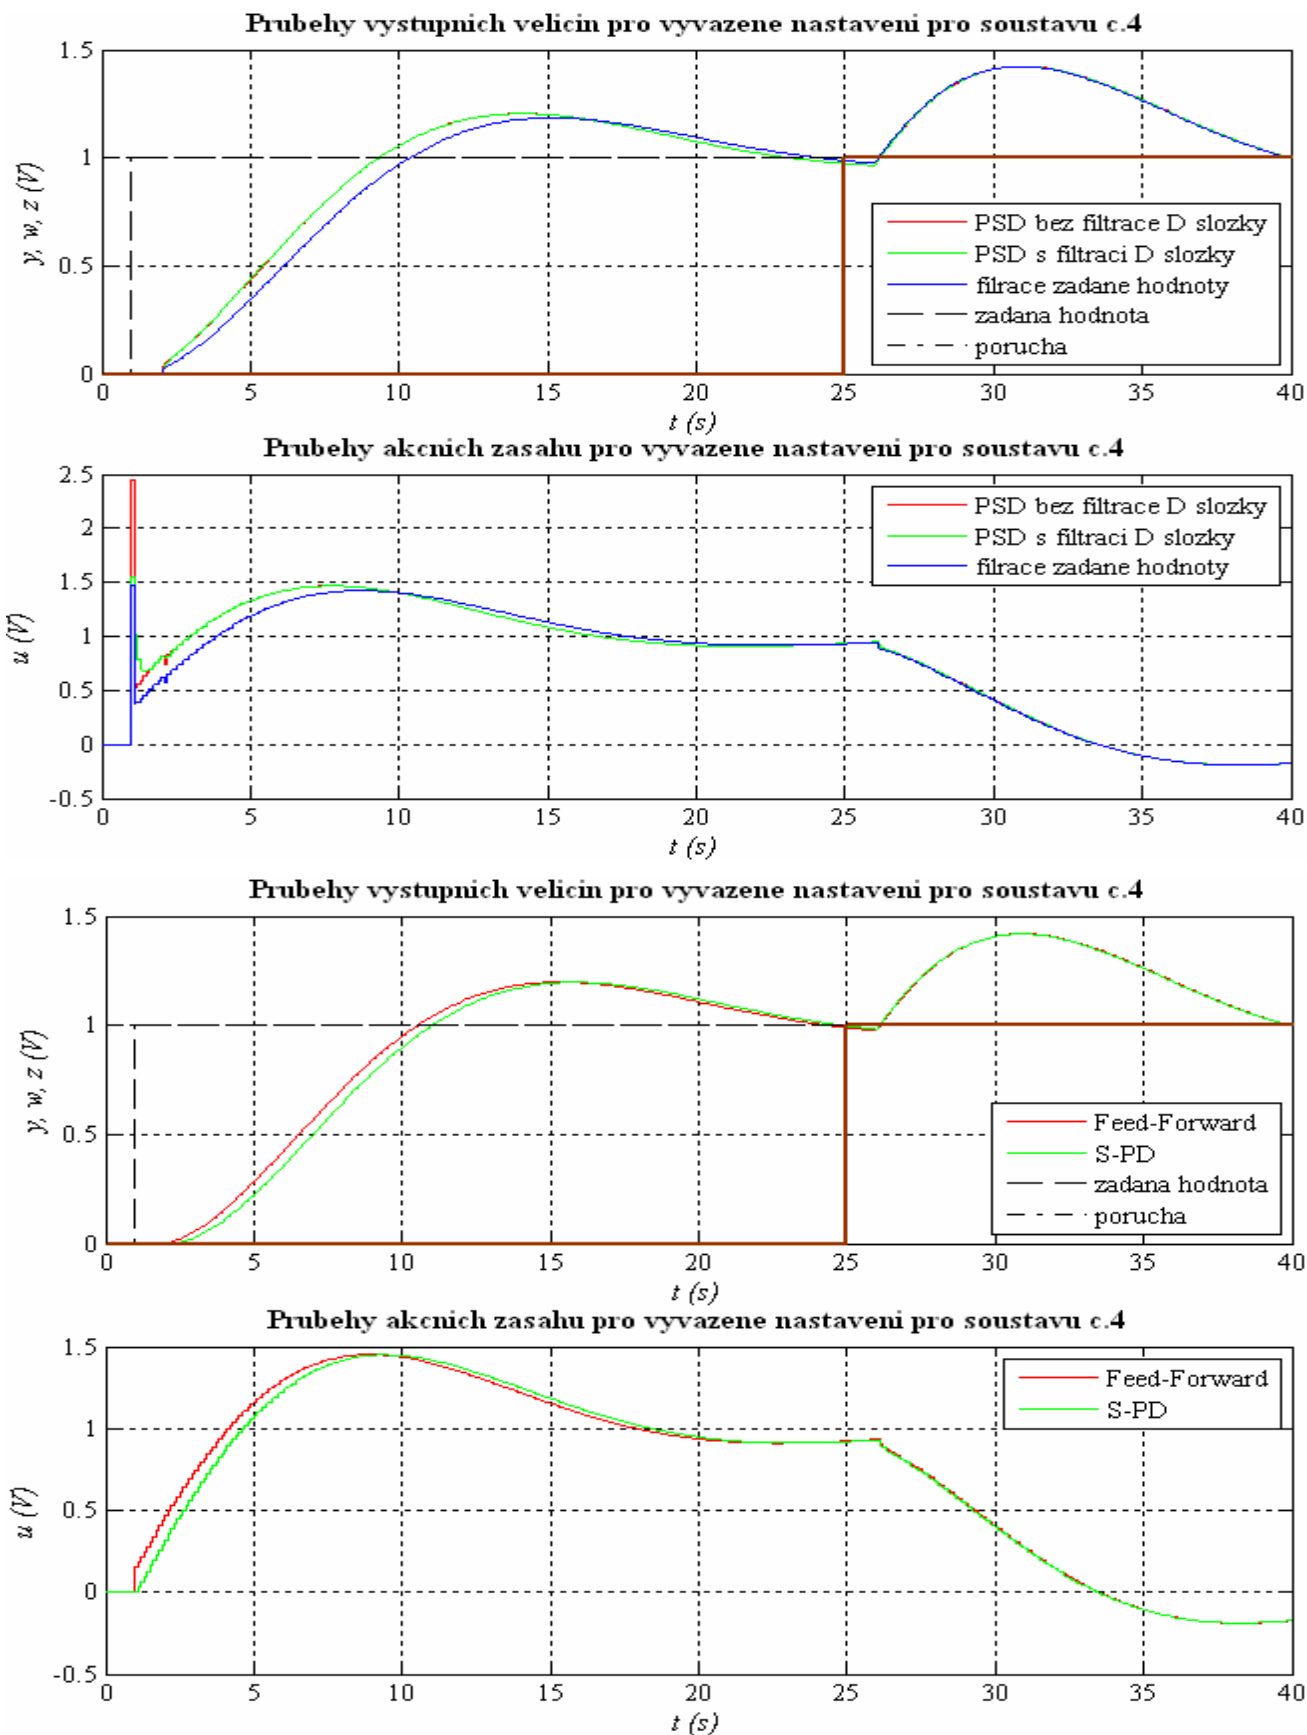 Prubehy vystupnich velicin pro vyvazene nastaveni pro soustavu c.4
1.5
1
0.5
0
y, w, z (V)
PSD bez filtrace D slozky
PSD s filtraci D slozky
filrace zadane hodnoty
zadana hodnota
porucha
0 5 10 15 20 25 30 35 40
t (s)
Prubehy akcnich zasahu pro vyvazene nastaveni pro soustavu c.4
2.5
2
1.5
1
0.5
0
-0.5
u (V)
PSD bez filtrace D slozky
PSD s filtraci D slozky
filrace zadane hodnoty
0 5 10 15 20 25 30 35 40
t (s)
Prubehy vystupnich velicin pro vyvazene nastaveni pro soustavu c.4
1.5
1
0.5
0
y, w, z (V)
Feed-Forward
S-PD
zadana hodnota
porucha
0 5 10 15 20 25 30 35 40
t (s)
Prubehy akcnich zasahu pro vyvazene nastaveni pro soustavu c.4
1.5
1
0.5
0
-0.5
u (V)
Feed-Forward
S-PD
0 5 10 15 20 25 30 35 40
t (s)